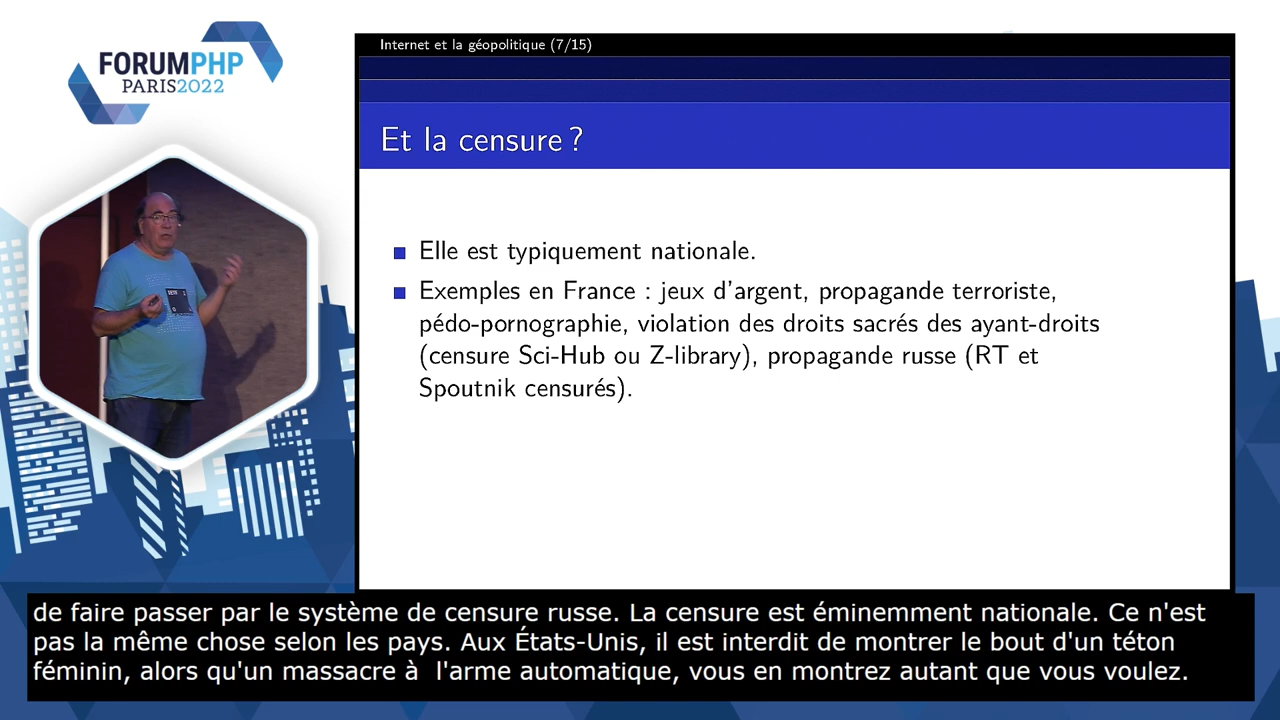 FORUMPHP
PARIS2022
Internet et la géopolitique (7/15)
Et la censure ?
Elle est typiquement nationale.
Exemples en France : jeux d'argent, propagande terroriste,
pédo-pornographie, violation des droits sacrés des ayant-droits
(censure Sci-Hub ou Z-library), propagande russe (RT et
Spoutnik censurés).
de faire passer par le système de censure russe. La censure est éminemment nationale. Ce n'est
pas la même chose selon les pays. Aux États-Unis, il est interdit de montrer le bout d'un téton
féminin, alors qu'un massacre à  l'arme automatique, vous en montrez autant que vous voulez.